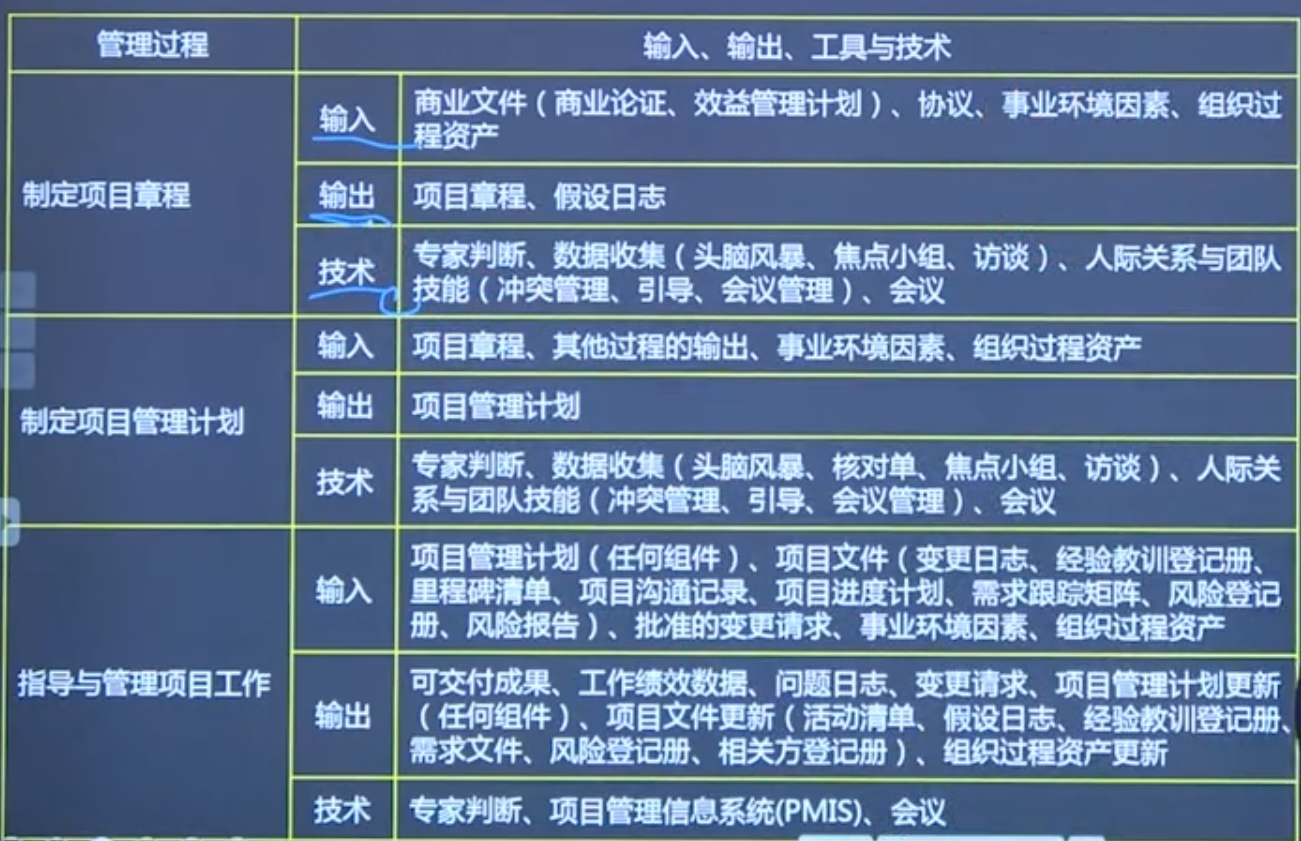 管理过程
输入、输出、工具与技术
制定项目章程
输入
商业文件（商业论证、效益管理计划）、协议、事业环境因素、组织过
程资产
输出
项目章程、假设日志
技术
专家判断、数据收集（头脑风暴、焦点小组、访谈）、人际关系与团队
技能（冲突管理、引导、会议管理）、会议
制定项目管理计划
输入
项目章程、其他过程的输出、事业环境因素、组织过程资产
输出
项目管理计划
技术
专家判断、数据收集（头脑风暴、核对单、焦点小组、访谈）、人际关
系与团队技能（冲突管理、引导、会议管理）、会议
指导与管理项目工作
输入
项目管理计划（任何组件）、项目文件（变更日志、经验教训登记册、
里程碑清单、项目沟通记录、项目进度计划、需求跟踪矩阵、风险登记
册、风险报告）、批准的变更请求、事业环境因素、组织过程资产
输出
可交付成果、工作绩效数据、问题日志、变更请求、项目管理计划更新
（任何组件）、项目文件更新（活动清单、假设日志、经验教训登记册、
需求文件、风险登记册、相关方登记册）、组织过程资产更新
技术
专家判断、项目管理信息系统(PMIS)、会议